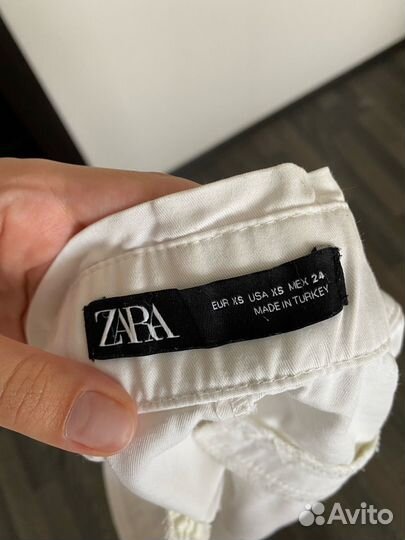 ZARA
EUR XS USA XS MEX 24
MADE IN TURKEY
Avito